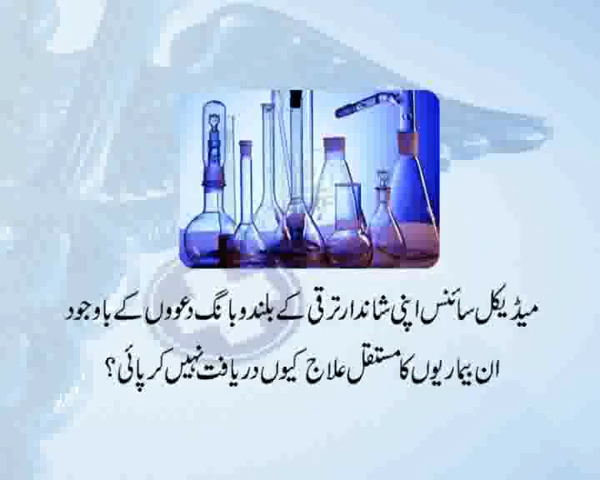 میڈیکل سائنس اپنی شاندار ترقی کے بلند و بانگ دعووں کے باوجود
ان بیماریوں کا مستقل علاج کیوں دریافت نہیں کر پائی؟